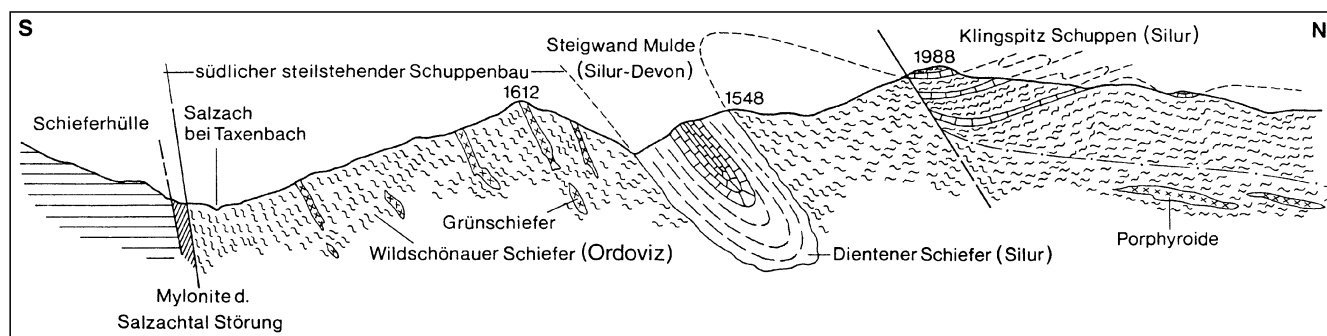 S
N
Klingspitz Schuppen (Silur)
Steigwand Mulde
(Silur-Devon)
1988
südlicher steilstehender Schuppenbau
1612
1548
Salzach
bei Taxenbach
Schieferhülle
Grünschiefer
Wildschönauer Schiefer (Ordoviz)
Dientener Schiefer (Silur)
Porphyroide
Mylonite d.
Salzachtal Störung